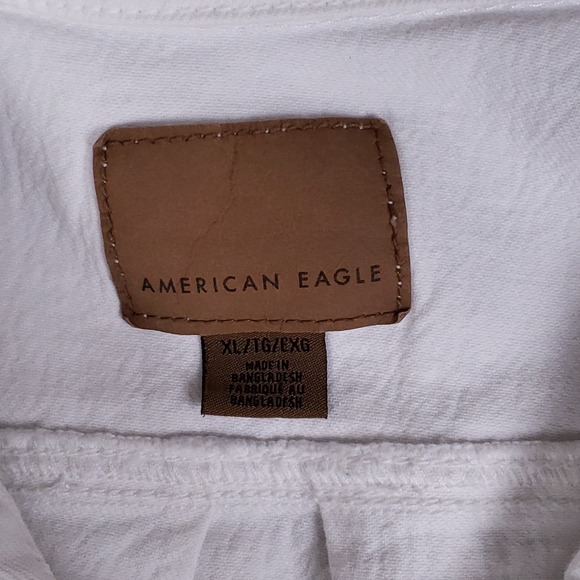 AMERICAN EAGLE
XL/TG/EXG
MADE IN
BANGLADESH
FABRIQUÉ AU
BANGLADESH